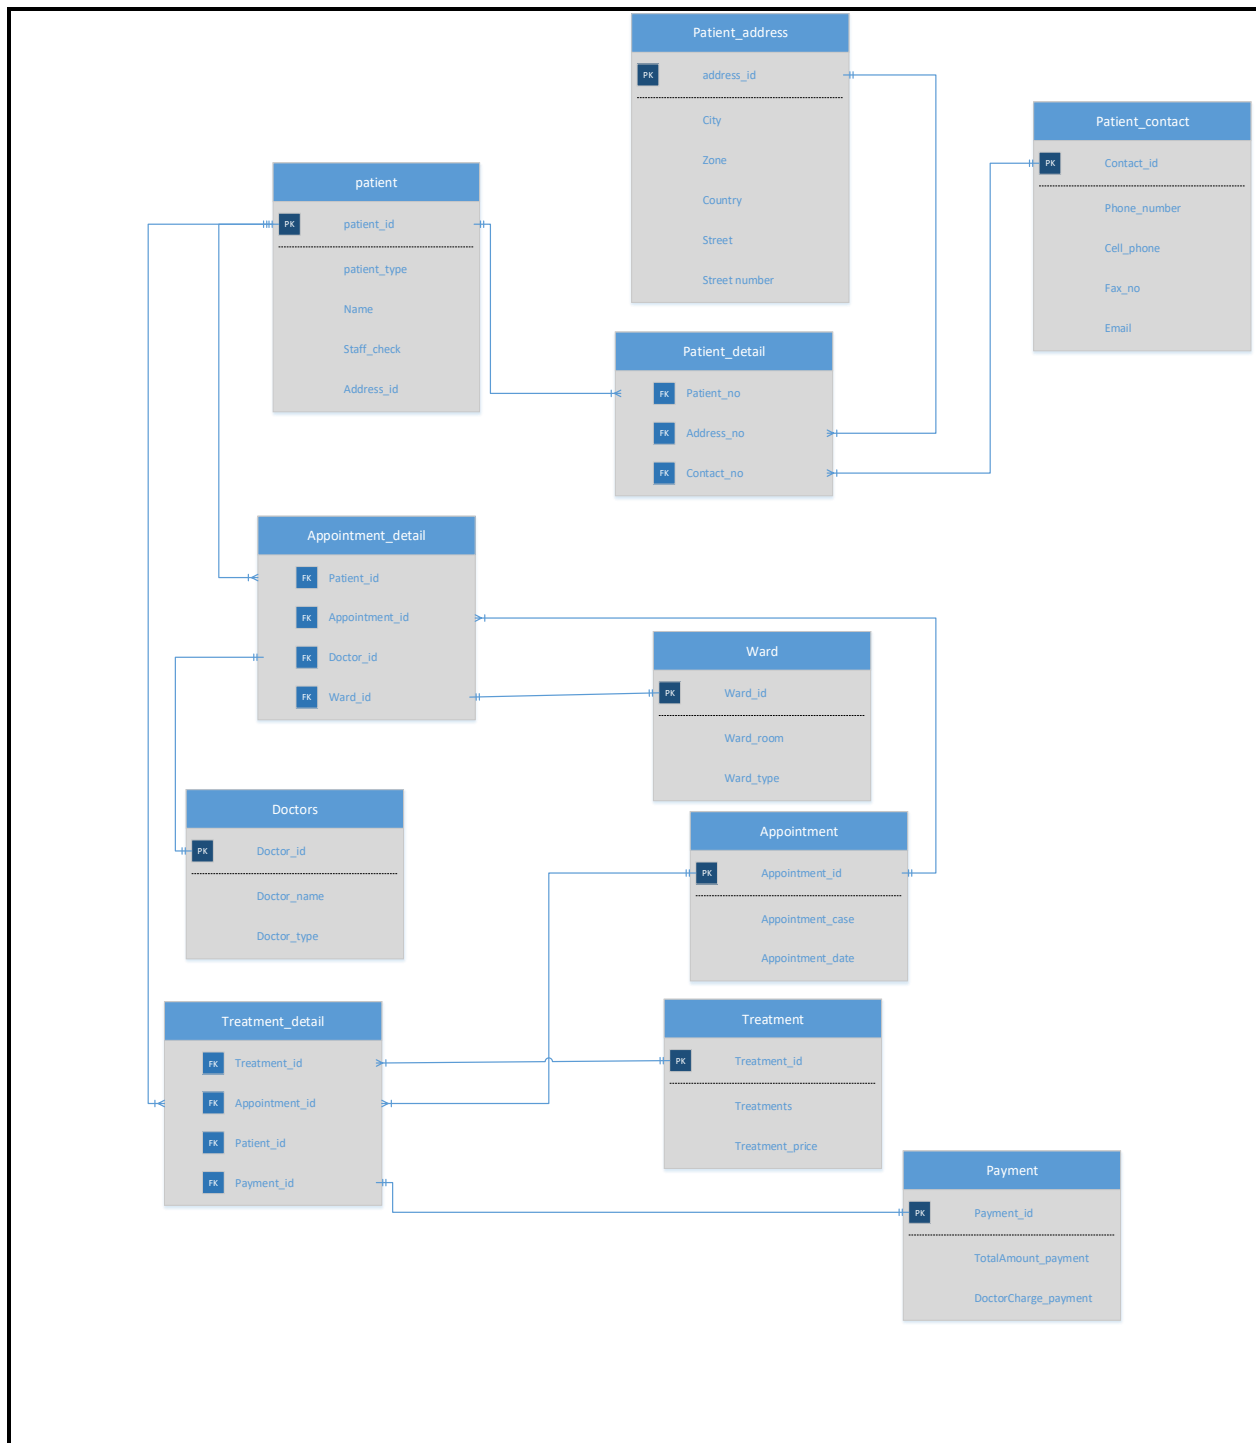 Patient_address
PK address_id
City
Zone
Country
Street
Street number
Patient_contact
PK Contact_id
Phone_number
Cell_phone
Fax_no
Email
patient
PK patient_id
patient_type
Name
Staff_check
Address_id
Patient_detail
FK Patient_no
FK Address_no
FK Contact_no
Appointment_detail
FK Patient_id
FK Appointment_id
FK Doctor_id
FK Ward_id
Ward
PK Ward_id
Ward_room
Ward_type
Doctors
PK Doctor_id
Doctor_name
Doctor_type
Appointment
PK Appointment_id
Appointment_case
Appointment_date
Treatment_detail
FK Treatment_id
FK Appointment_id
FK Patient_id
FK Payment_id
Treatment
PK Treatment_id
Treatments
Treatment_price
Payment
PK Payment_id
TotalAmount_payment
DoctorCharge_payment